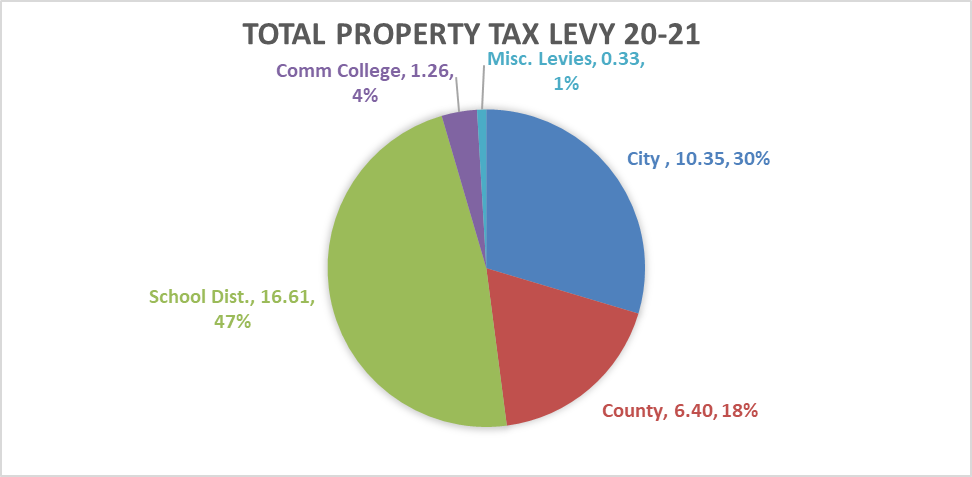 TOTAL PROPERTY TAX LEVY 20-21
Comm College, 1.26,
4%
Misc. Levies, 0.33,
1%
City , 10.35, 30%
School Dist., 16.61,
47%
County, 6.40, 18%